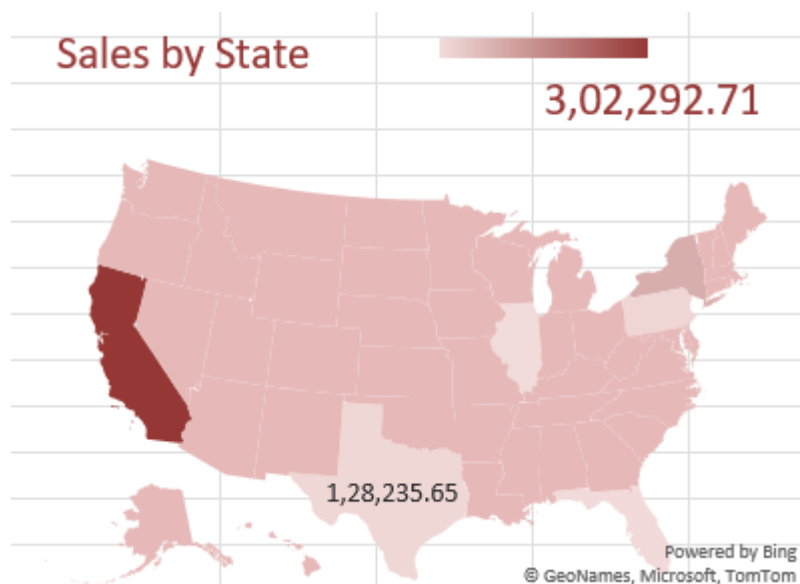 Sales by State
3,02,292.71
1,28,235.65
Powered by Bing
© GeoNames, Microsoft, TomTom